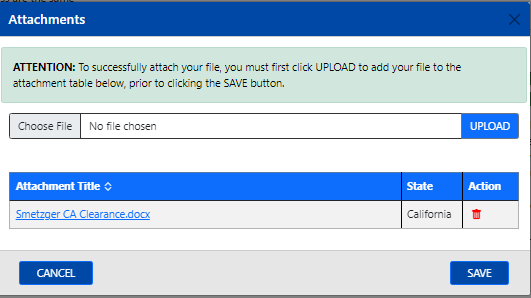 Attachments
ATTENTION: To successfully attach your file, you must first click UPLOAD to add your file to the
attachment table below, prior to clicking the SAVE button.
Choose File No file chosen UPLOAD
Attachment Title State Action
Smetzger CA Clearance.docx California
CANCEL SAVE